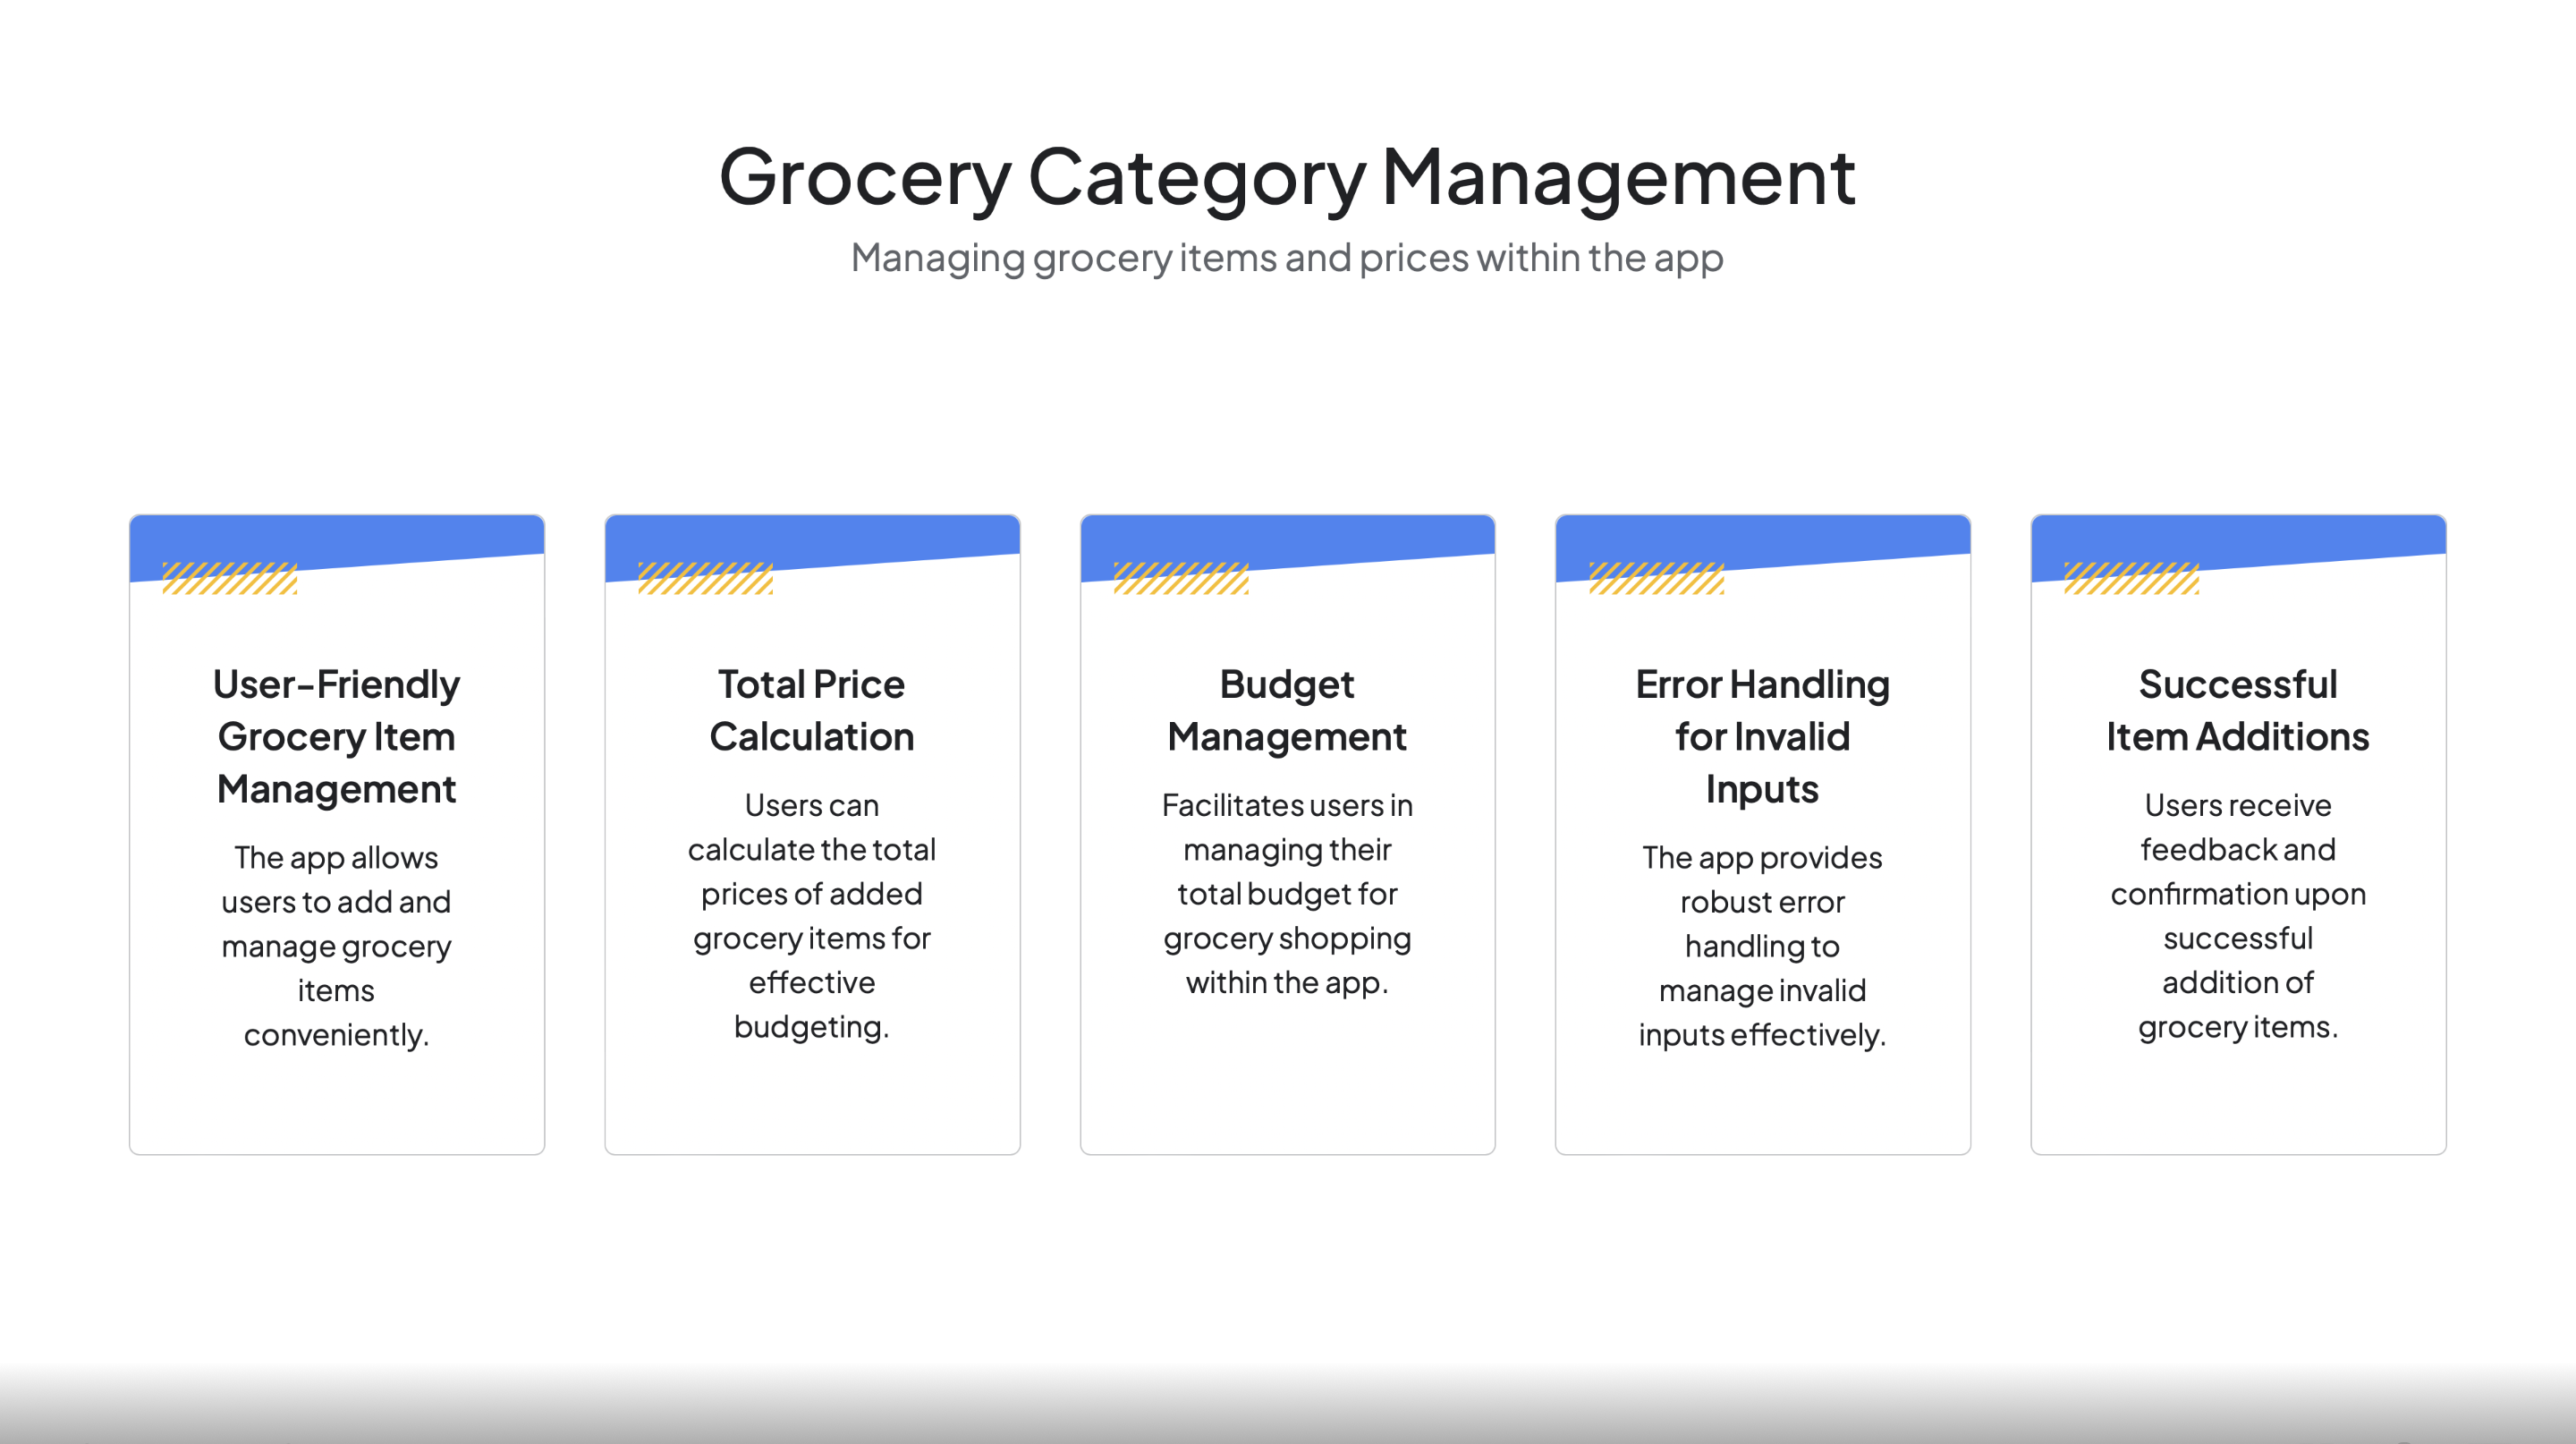 Grocery Category Management
Managing grocery items and prices within the app
User-Friendly
Grocery Item
Management
The app allows
users to add and
manage grocery
items
conveniently.
Total Price
Calculation
Users can
calculate the total
prices of added
grocery items for
effective
budgeting.
Budget
Management
Facilitates users in
managing their
total budget for
grocery shopping
within the app.
Error Handling
for Invalid
Inputs
The app provides
robust error
handling to
manage invalid
inputs effectively.
Successful
Item Additions
Users receive
feedback and
confirmation upon
successful
addition of
grocery items.